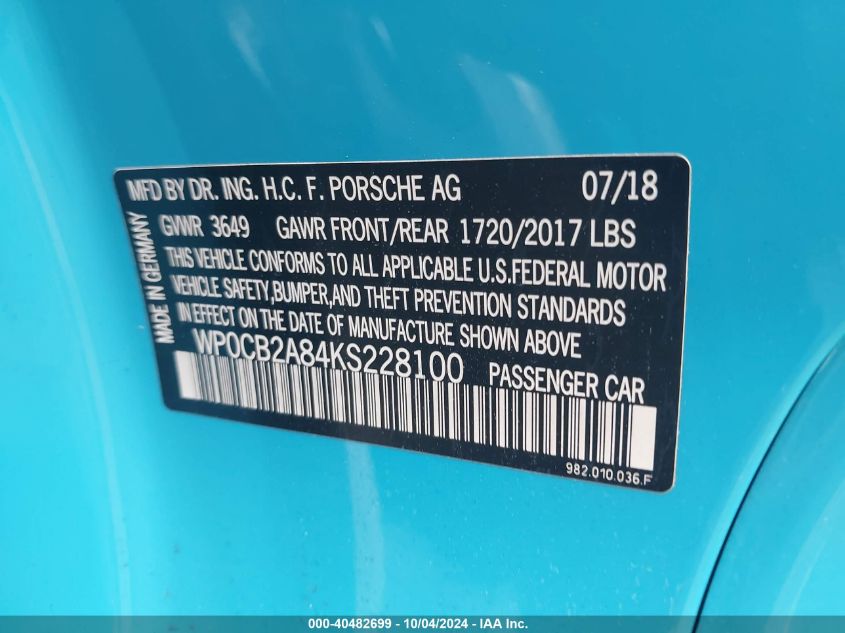 MFD BY DR. ING. H.C. F. PORSCHE AG 07/18
GVWR 3649 GAWR FRONT/REAR 1720/2017 LBS
THIS VEHICLE CONFORMS TO ALL APPLICABLE U.S.FEDERAL MOTOR
VEHICLE SAFETY,BUMPER,AND THEFT PREVENTION STANDARDS
IN EFFECT ON THE DATE OF MANUFACTURE SHOWN ABOVE
WP0CB2A84KS228100 PASSENGER CAR
MADE IN GERMANY
982.010.036.F
000-40482699 - 10/04/2024 - IAA Inc.